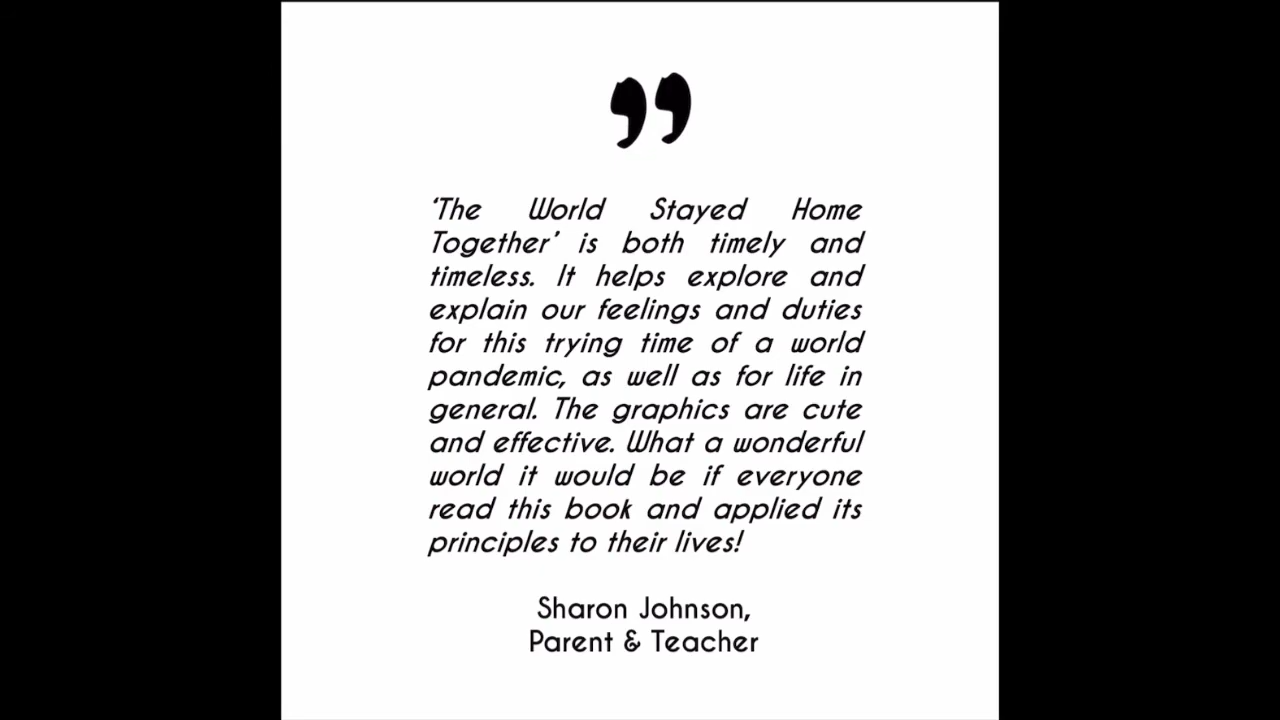 ”
‘The World Stayed Home
Together’ is both timely and
timeless. It helps explore and
explain our feelings and duties
for this trying time of a world
pandemic, as well as for life in
general. The graphics are cute
and effective. What a wonderful
world it would be if everyone
read this book and applied its
principles to their lives!
Sharon Johnson,
Parent & Teacher